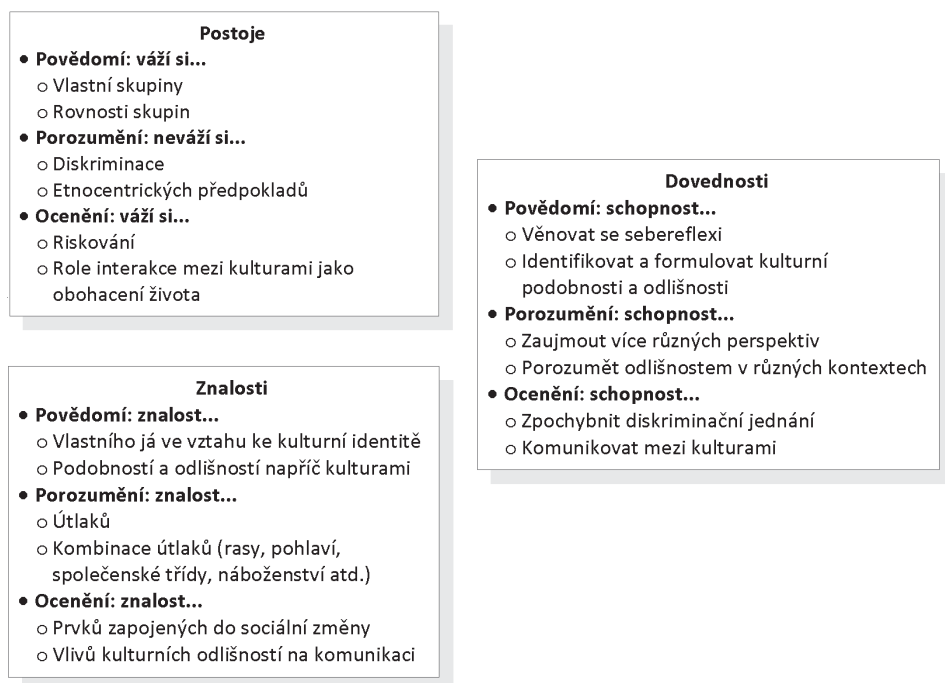 Postoje
• Povědomí: váží si...
o Vlastní skupiny
o Rovnosti skupin
• Porozumění: neváží si...
o Diskriminace
o Etnocentrických předpokladů
• Ocenění: váží si...
o Riskování
o Role interakce mezi kulturami jako
obohacení života
Znalosti
• Povědomí: znalost...
o Vlastního já ve vztahu ke kulturní identitě
o Podobností a odlišností napříč kulturami
• Porozumění: znalost...
o Útlaků
o Kombinace útlaků (rasy, pohlaví,
společenské třídy, náboženství atd.)
• Ocenění: znalost...
o Prvků zapojených do sociální změny
o Vlivů kulturních odlišností na komunikaci
Dovednosti
• Povědomí: schopnost...
o Věnovat se sebereflexi
o Identifikovat a formulovat kulturní
podobnosti a odlišnosti
• Porozumění: schopnost...
o Zaujmout více různých perspektiv
o Porozumět odlišnostem v různých kontextech
• Ocenění: schopnost...
o Zpochybnit diskriminační jednání
o Komunikovat mezi kulturami